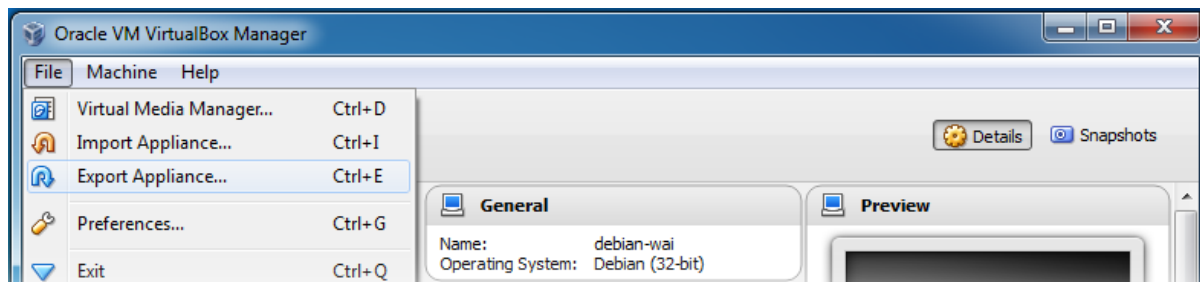 Oracle VM VirtualBox Manager
File Machine Help
Virtual Media Manager... Ctrl+D
Import Appliance... Ctrl+I
Export Appliance... Ctrl+E
Preferences... Ctrl+G
Exit Ctrl+Q
Details Snapshots
General
Name: debian-wai
Operating System: Debian (32-bit)
Preview